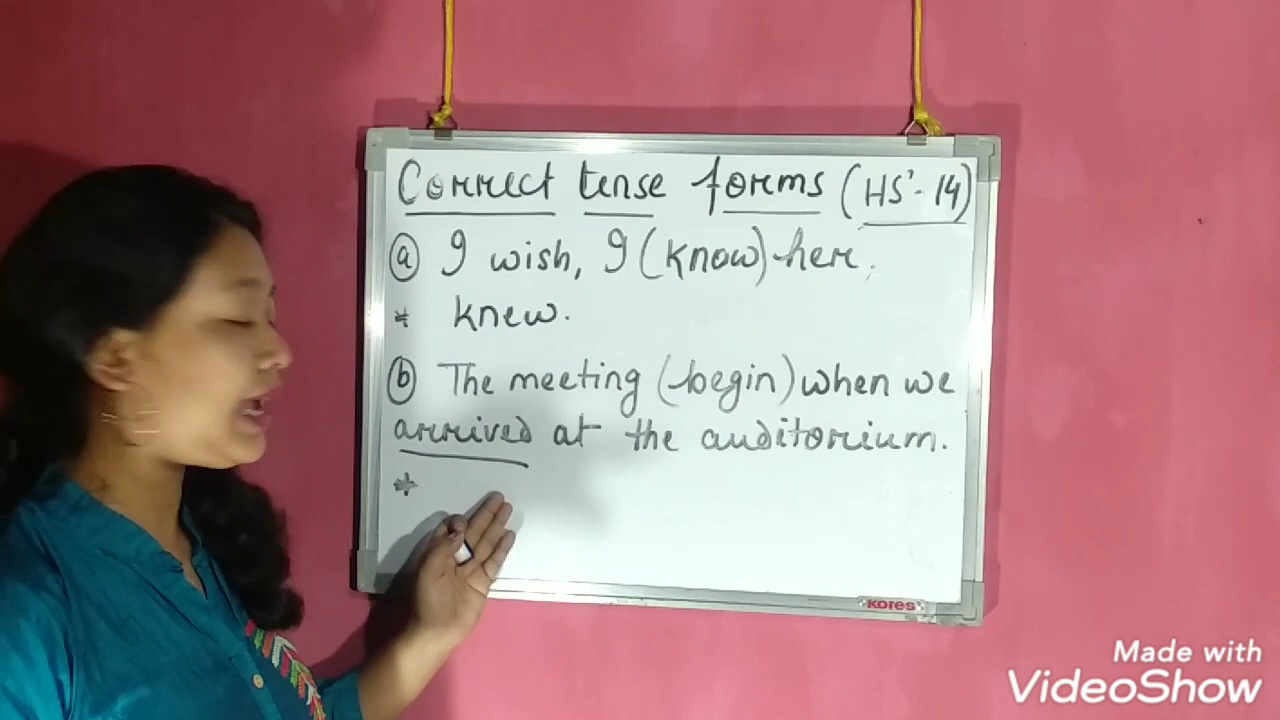 Correct tense forms (HS'-14)
(a) I wish, I (know) her.
* knew.
(b) The meeting (begin) when we
arrived at the auditorium.
*
KORES
Made with
VideoShow